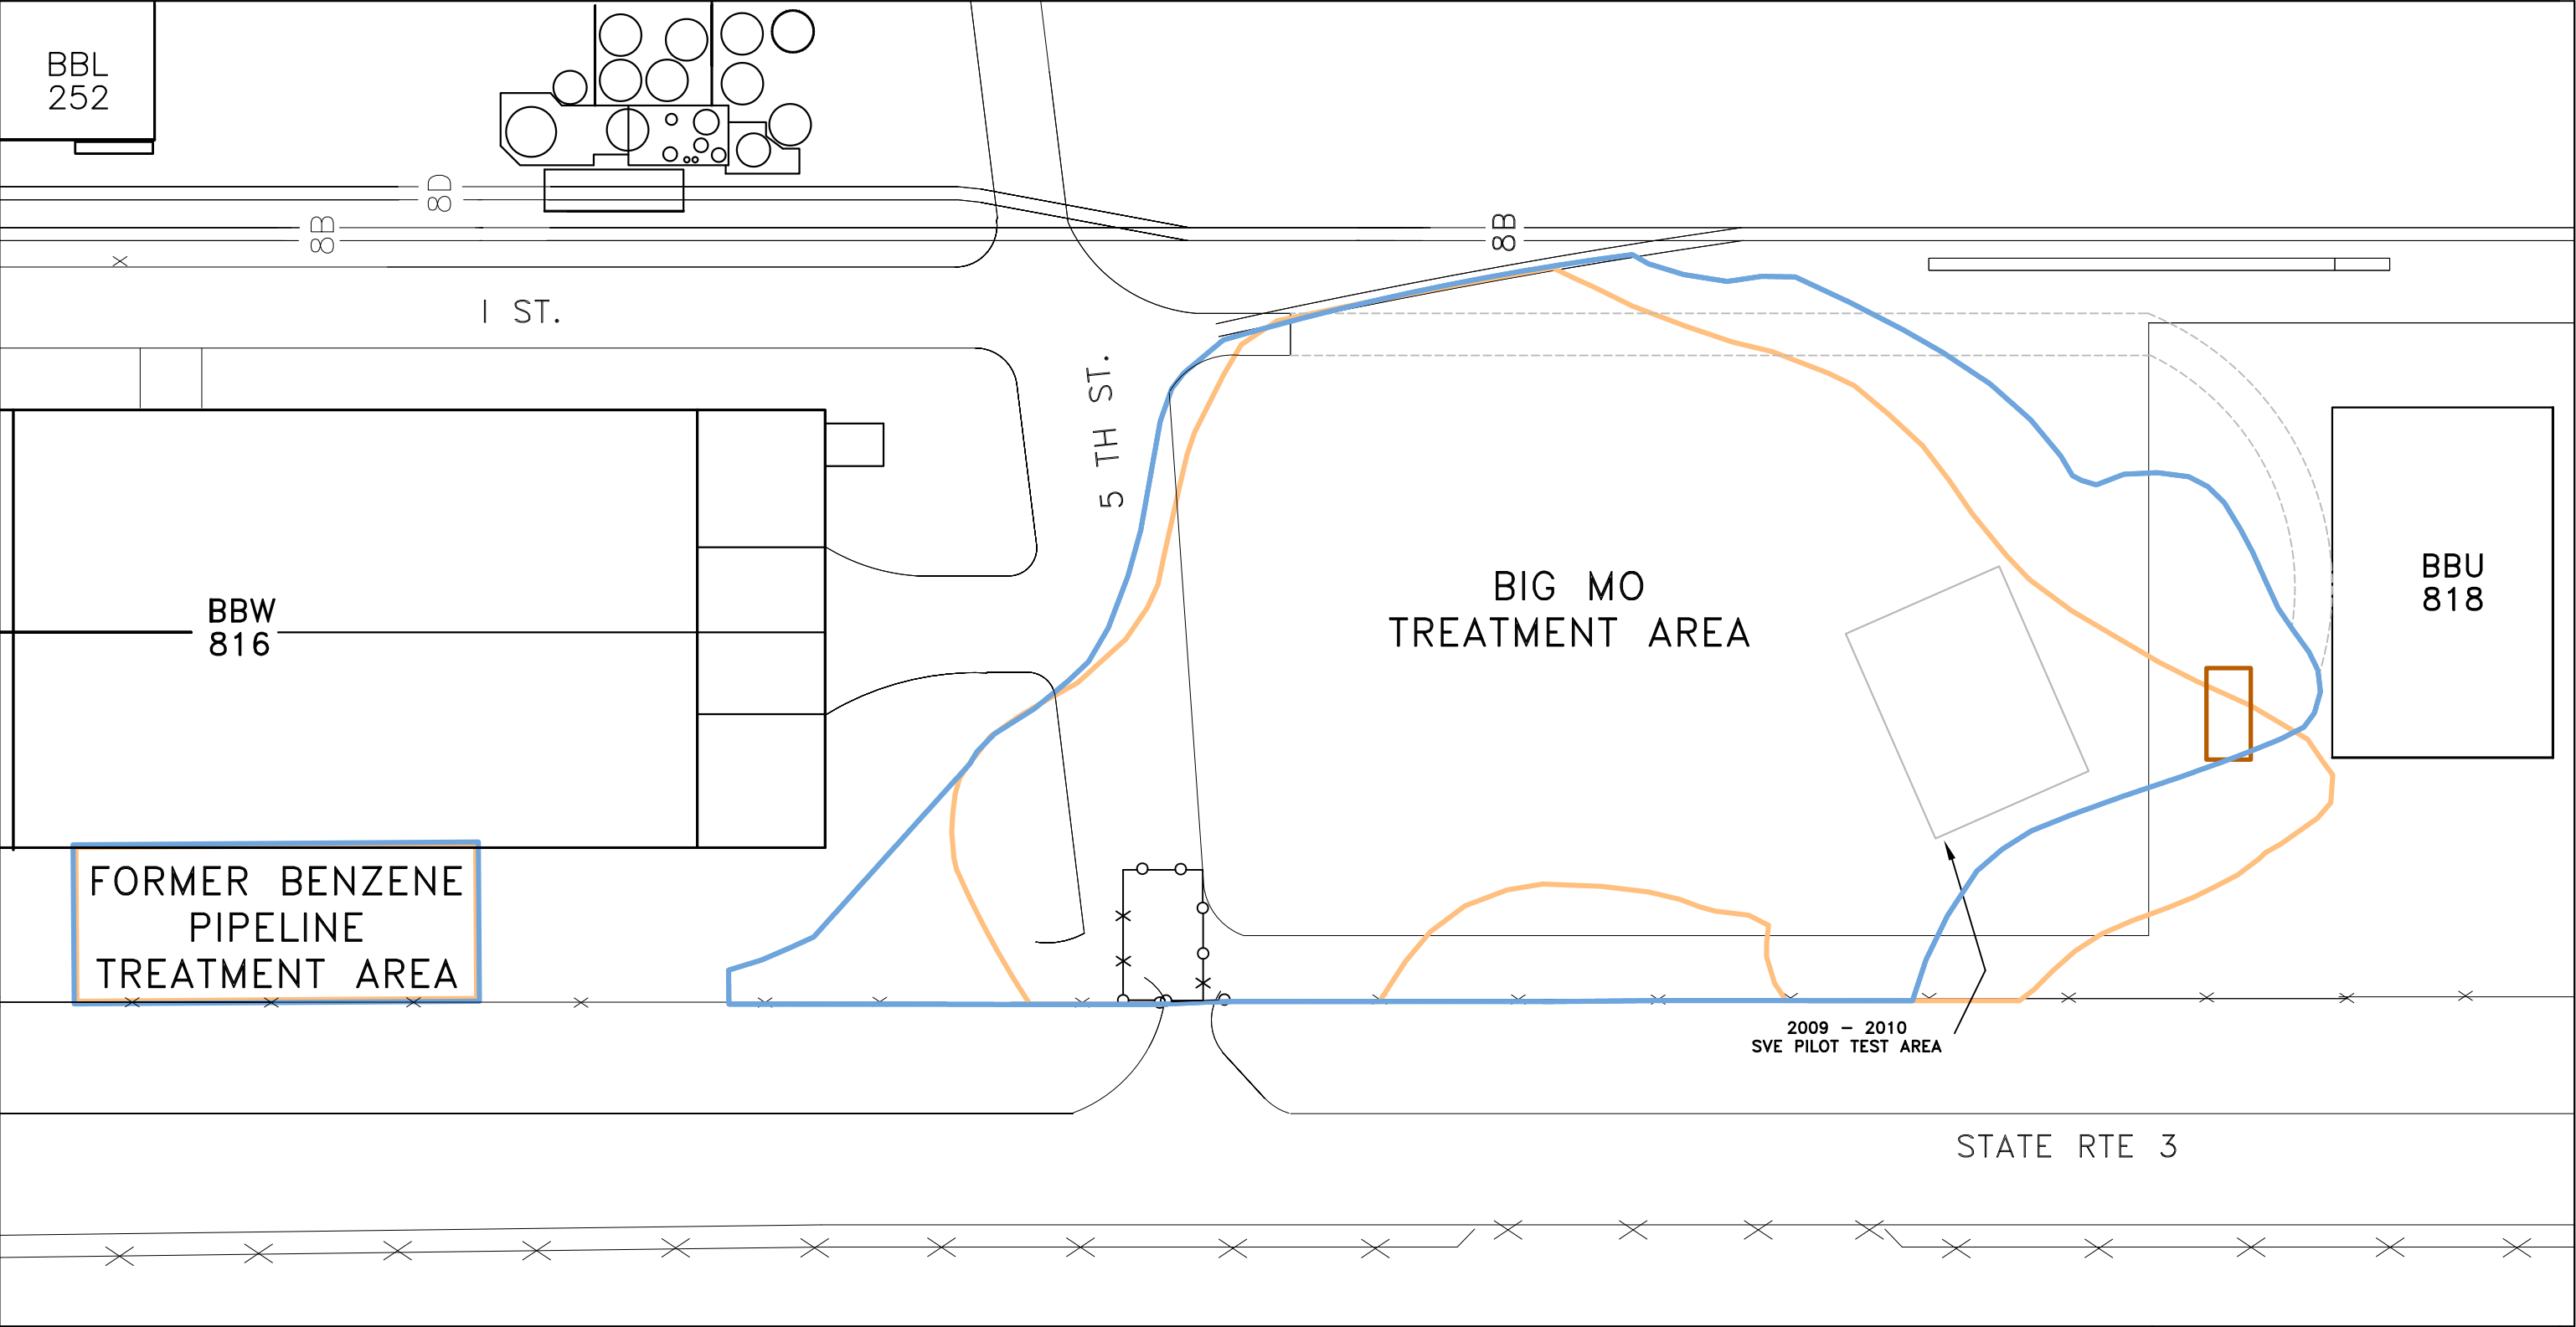 BBL
252
8D
8B
8B
I ST.
5 TH ST.
BIG MO
TREATMENT AREA
BBU
818
BBW
816
FORMER BENZENE
PIPELINE
TREATMENT AREA
2009 - 2010
SVE PILOT TEST AREA
STATE RTE 3